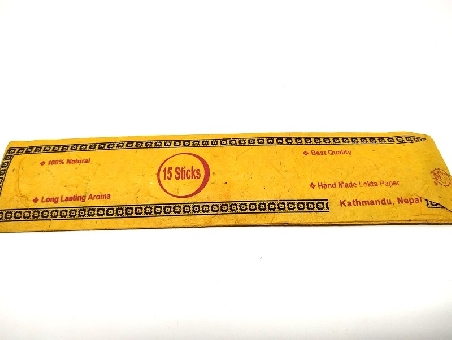 100% Natural
Best Quality
15 Sticks
Long Lasting Aroma
Hand Made Lokta Paper
Kathmandu, Nepal